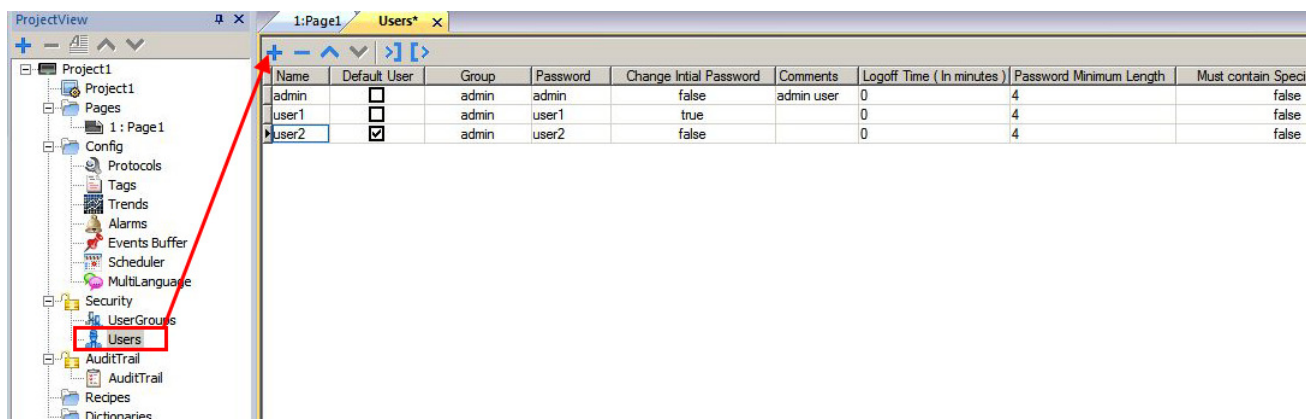 ProjectView
1:Page1
Users*
Project1
Project1
Pages
1 : Page1
Config
Protocols
Tags
Trends
Alarms
Events Buffer
Scheduler
MultiLanguage
Security
UserGroups
Users
AuditTrail
AuditTrail
Recipes
Dictionaries
Name Default User Group Password Change Intial Password Comments Logoff Time ( In minutes ) Password Minimum Length Must contain Speci
admin admin admin false admin user 0 4 false
user1 admin user1 true 0 4 false
user2 admin user2 false 0 4 false